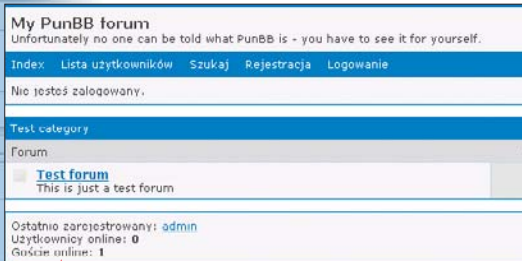 My PunBB forum
Unfortunately no one can be told what PunBB is - you have to see it for yourself.
Index Lista użytkowników Szukaj Rejestracja Logowanie
Nie jesteś zalogowany.
Test category
Forum
Test forum
This is just a test forum
Ostatnio zarejestrowany: admin
Użytkownicy online: 0
Goście online: 1